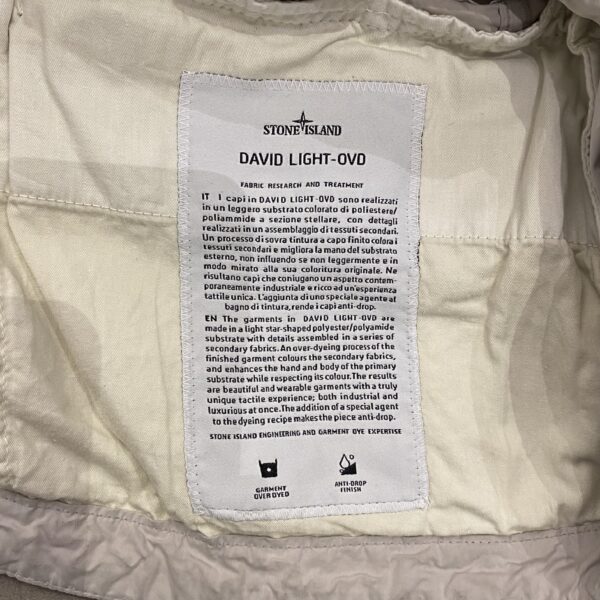 STONE ISLAND
DAVID LIGHT-OVD
FABRIC RESEARCH AND TREATMENT
IT I capi in DAVID LIGHT-OVD sono realizzati
in un leggero substrato colorato di poliestere/
poliammide a sezione stellare, con dettagli
realizzati in un assemblaggio di tessuti secondari.
Un processo di sovra tintura a capo finito colora i
tessuti secondari e migliora la mano del substrato
esterno, non influendo se non leggermente e in
modo mirato alla sua coloritura originale. Ne
risultano capi che coniugano un aspetto contem-
poraneamente industriale e ricco ad un'esperienza
tattile unica. L'aggiunta di uno speciale agente al
bagno di tintura, rende i capi anti-drop.
EN The garments in DAVID LIGHT-OVD are
made in a light star-shaped polyester/polyamide
substrate with details assembled in a series of
secondary fabrics. An over-dyeing process of the
finished garment colours the secondary fabrics,
and enhances the hand and body of the primary
substrate while respecting its colour. The results
are beautiful and wearable garments with a truly
unique tactile experience; both industrial and
luxurious at once. The addition of a special agent
to the dyeing recipe makes the piece anti-drop.
STONE ISLAND ENGINEERING AND GARMENT DYE EXPERTISE
GARMENT
OVER DYED
ANTI-DROP
FINISH